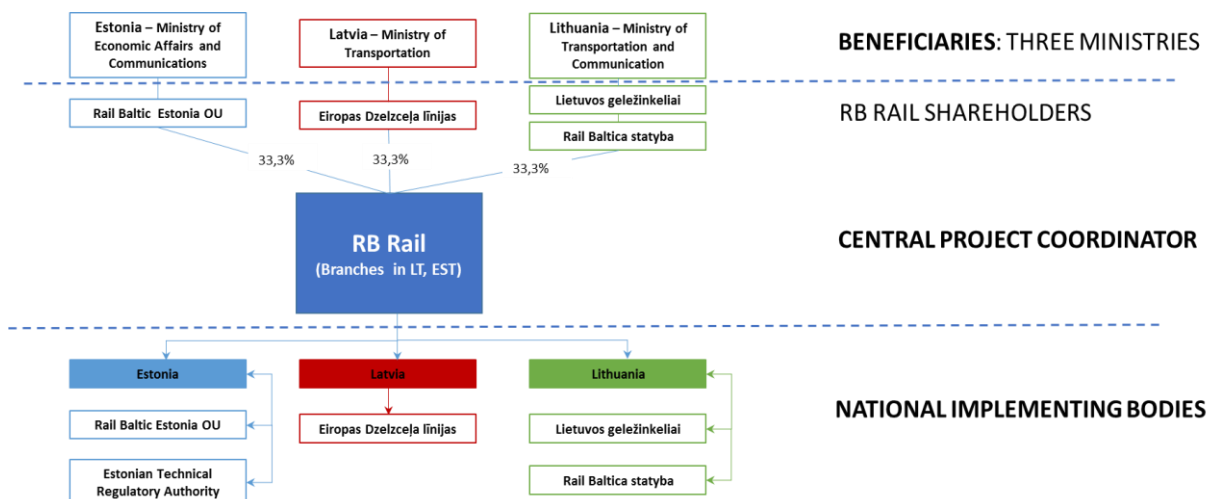 Estonia – Ministry of
Economic Affairs and
Communications
Latvia – Ministry of
Transportation
Lithuania – Ministry of
Transportation and
Communication
BENEFICIARIES: THREE MINISTRIES
Rail Baltic Estonia OU
Eiropas Dzelzceļa līnijas
Lietuvos geležinkeliai
Rail Baltica statyba
RB RAIL SHAREHOLDERS
33,3%
33,3%
33,3%
RB Rail
(Branches in LT, EST)
CENTRAL PROJECT COORDINATOR
Estonia
Latvia
Lithuania
Rail Baltic Estonia OU
Eiropas Dzelzceļa līnijas
Lietuvos geležinkeliai
NATIONAL IMPLEMENTING BODIES
Estonian Technical
Regulatory Authority
Rail Baltica statyba